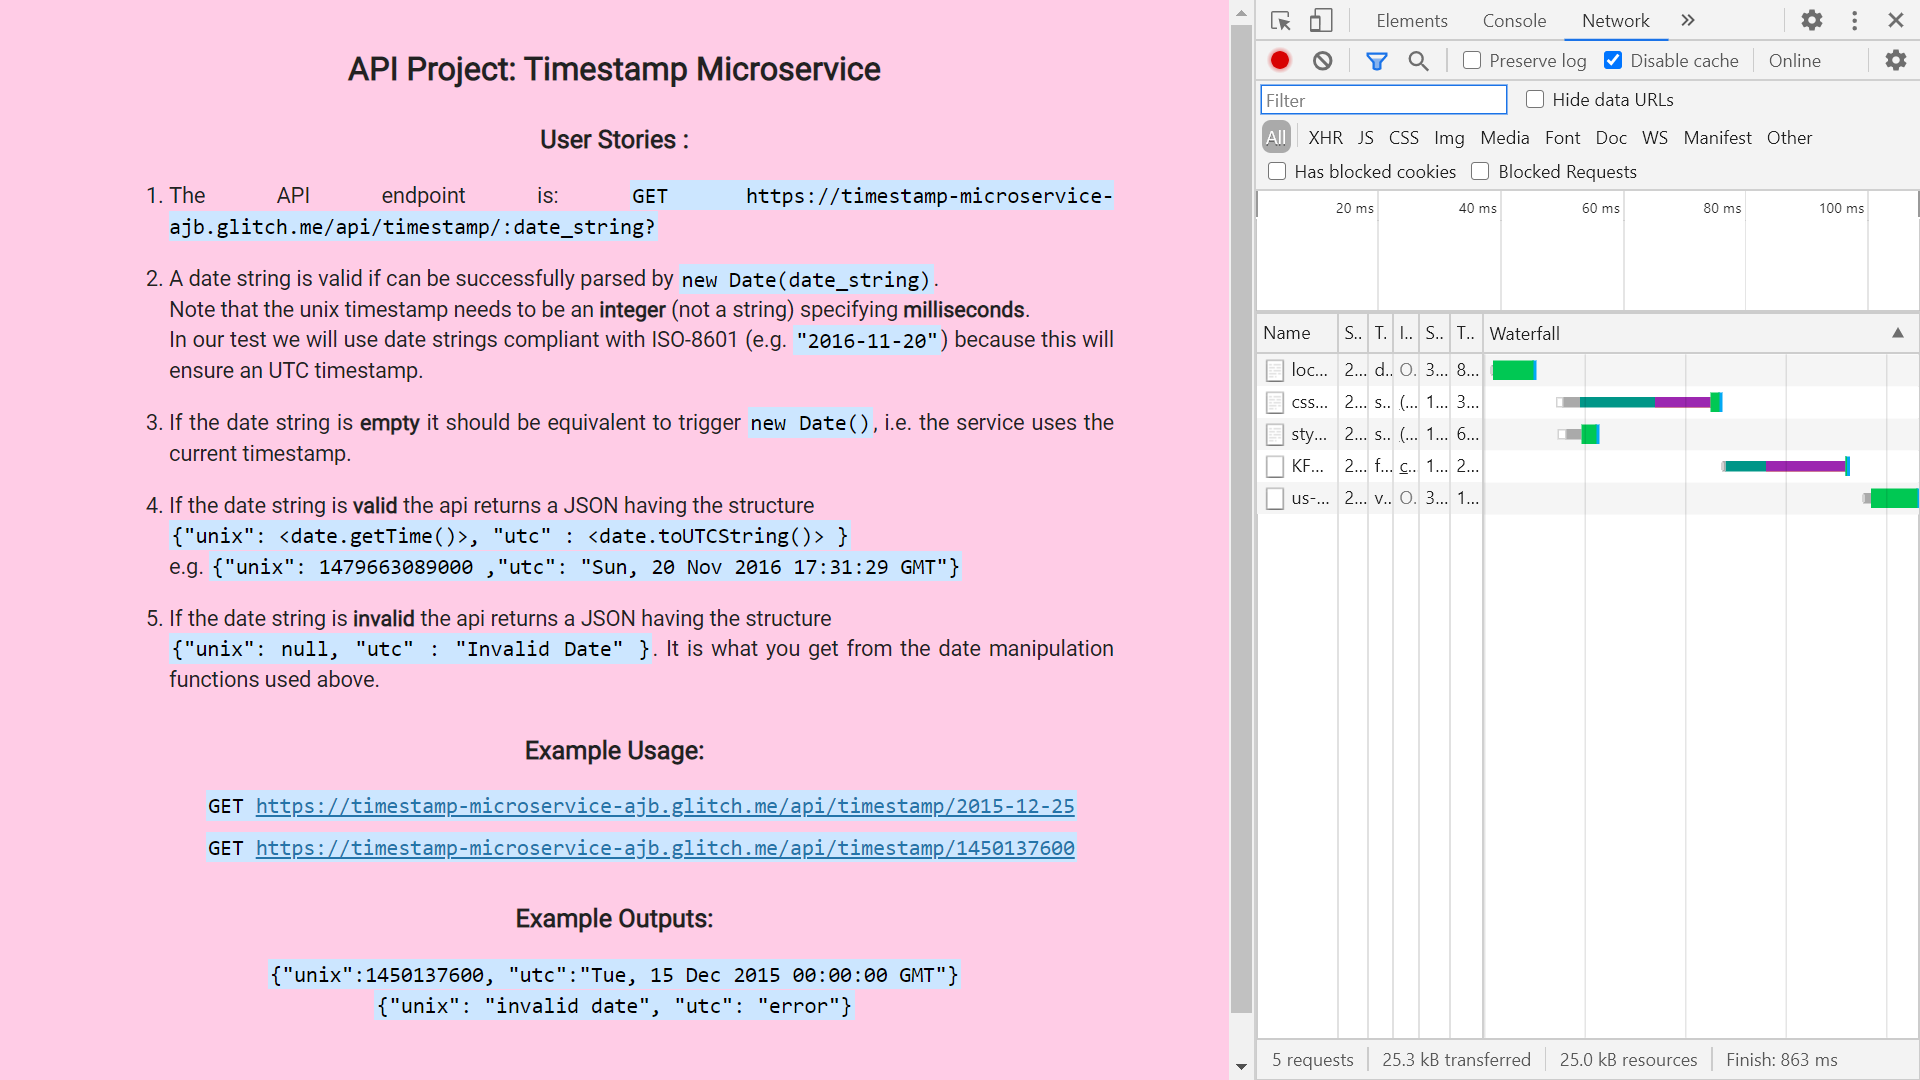 API Project: Timestamp Microservice
User Stories :
1. The API endpoint is: GET https://timestamp-microservice-
ajb.glitch.me/api/timestamp/:date_string?
2. A date string is valid if can be successfully parsed by new Date(date_string).
Note that the unix timestamp needs to be an integer (not a string) specifying milliseconds.
In our test we will use date strings compliant with ISO-8601 (e.g. "2016-11-20") because this will
ensure an UTC timestamp.
3. If the date string is empty it should be equivalent to trigger new Date(), i.e. the service uses the
current timestamp.
4. If the date string is valid the api returns a JSON having the structure
{"unix": <date.getTime()>, "utc" : <date.toUTCString()> }
e.g. {"unix": 1479663089000 ,"utc": "Sun, 20 Nov 2016 17:31:29 GMT"}
5. If the date string is invalid the api returns a JSON having the structure
{"unix": null, "utc" : "Invalid Date" }. It is what you get from the date manipulation
functions used above.
Example Usage:
GET https://timestamp-microservice-ajb.glitch.me/api/timestamp/2015-12-25
GET https://timestamp-microservice-ajb.glitch.me/api/timestamp/1450137600
Example Outputs:
{"unix":1450137600, "utc":"Tue, 15 Dec 2015 00:00:00 GMT"}
{"unix": "invalid date", "utc": "error"}
Elements Console Network
Preserve log Disable cache Online
Filter Hide data URLs
All XHR JS CSS Img Media Font Doc WS Manifest Other
Has blocked cookies Blocked Requests
20 ms 40 ms 60 ms 80 ms 100 ms
Name S.. T. I.. S.. T.. Waterfall
loc... 2... d.. O. 3... 8...
css... 2... s.. (... 1... 3...
sty... 2... s.. (... 1... 6...
KF... 2... f... c.. 1... 2...
us-... 2... v.. O. 3... 1...
5 requests 25.3 kB transferred 25.0 kB resources Finish: 863 ms